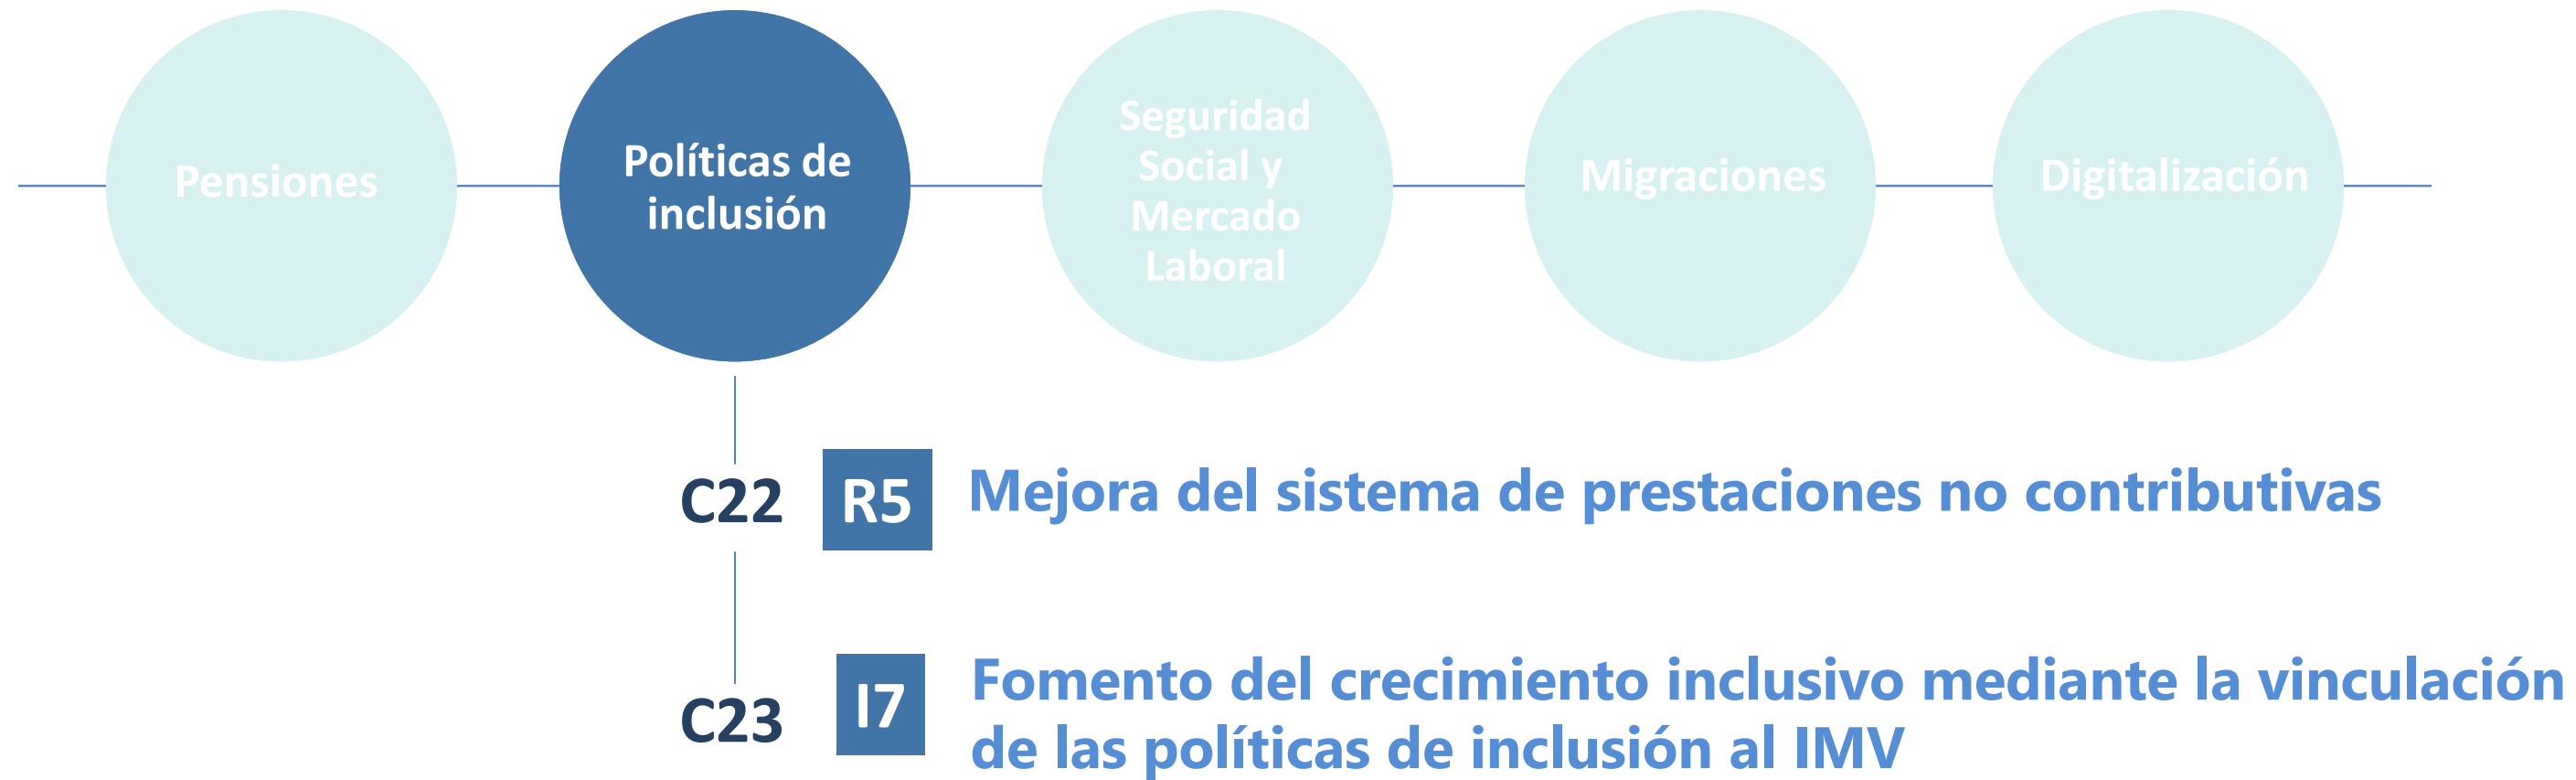 Pensiones
Políticas de
inclusión
Seguridad
Social y
Mercado
Laboral
Migraciones
Digitalización
C22
R5
Mejora del sistema de prestaciones no contributivas
C23
I7
Fomento del crecimiento inclusivo mediante la vinculación
de las políticas de inclusión al IMV